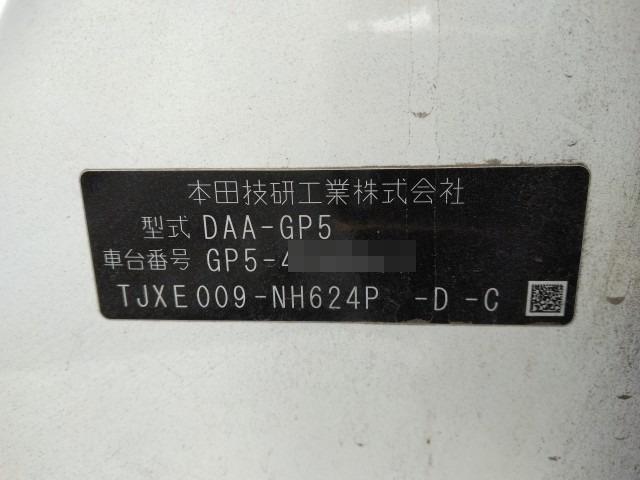 本田技研工業株式会社
型式 DAA-GP5
車台番号 GP5-4
TJXE009-NH624P -D -C